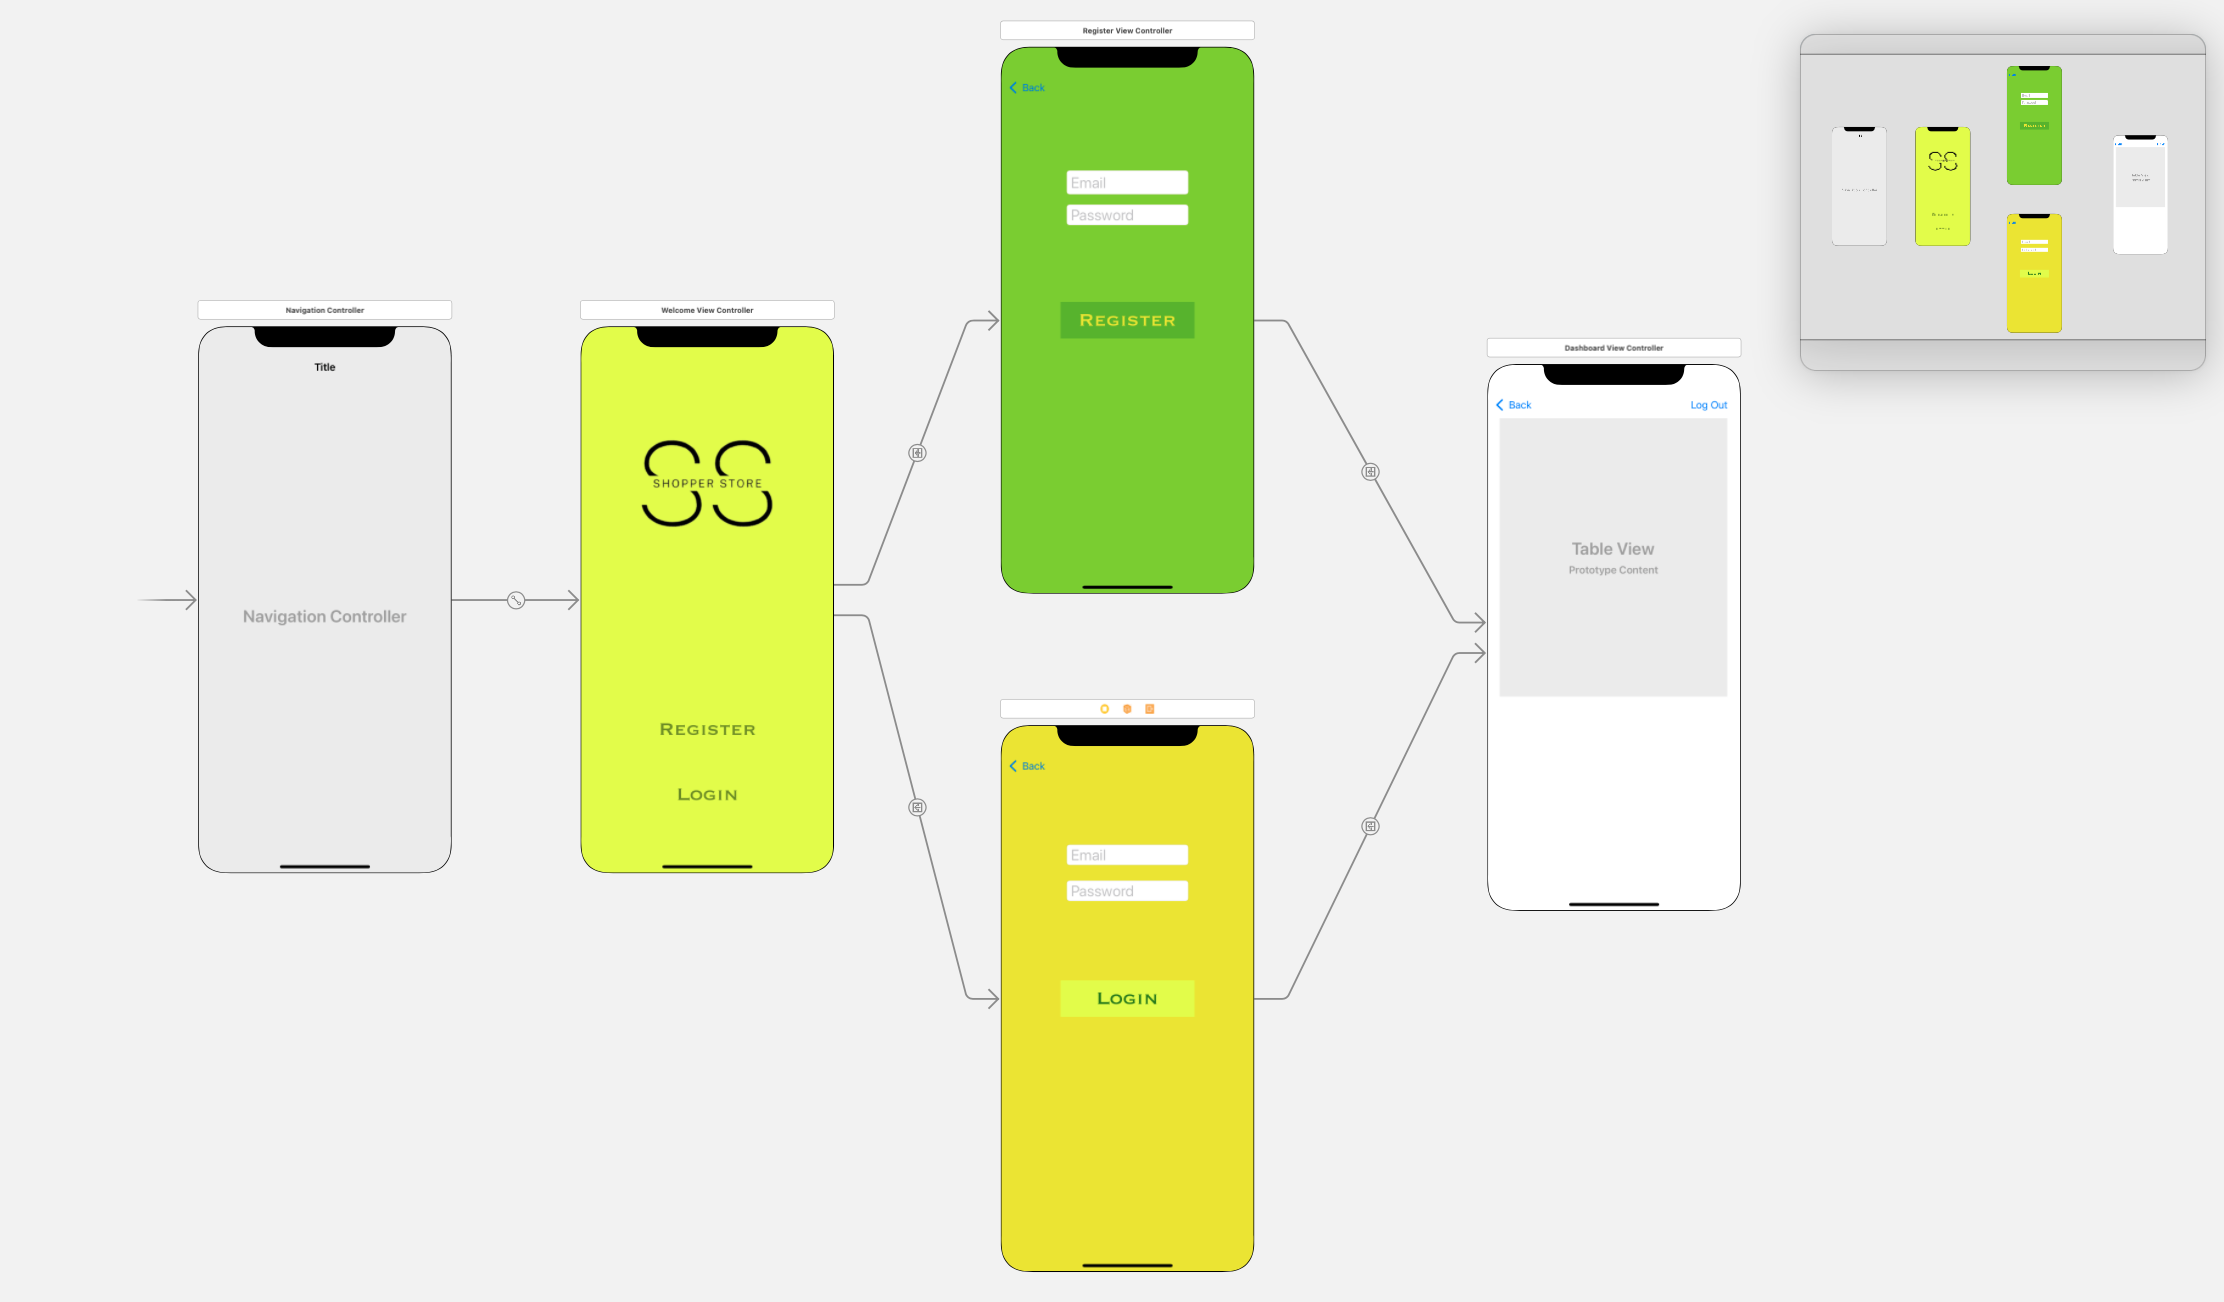 Navigation Controller
Title
Navigation Controller
Welcome View Controller
SS
SHOPPER STORE
Register
Login
Register View Controller
Back
Email
Password
Register
Back
Email
Password
Login
Dashboard View Controller
Back
Log Out
Table View
Prototype Content